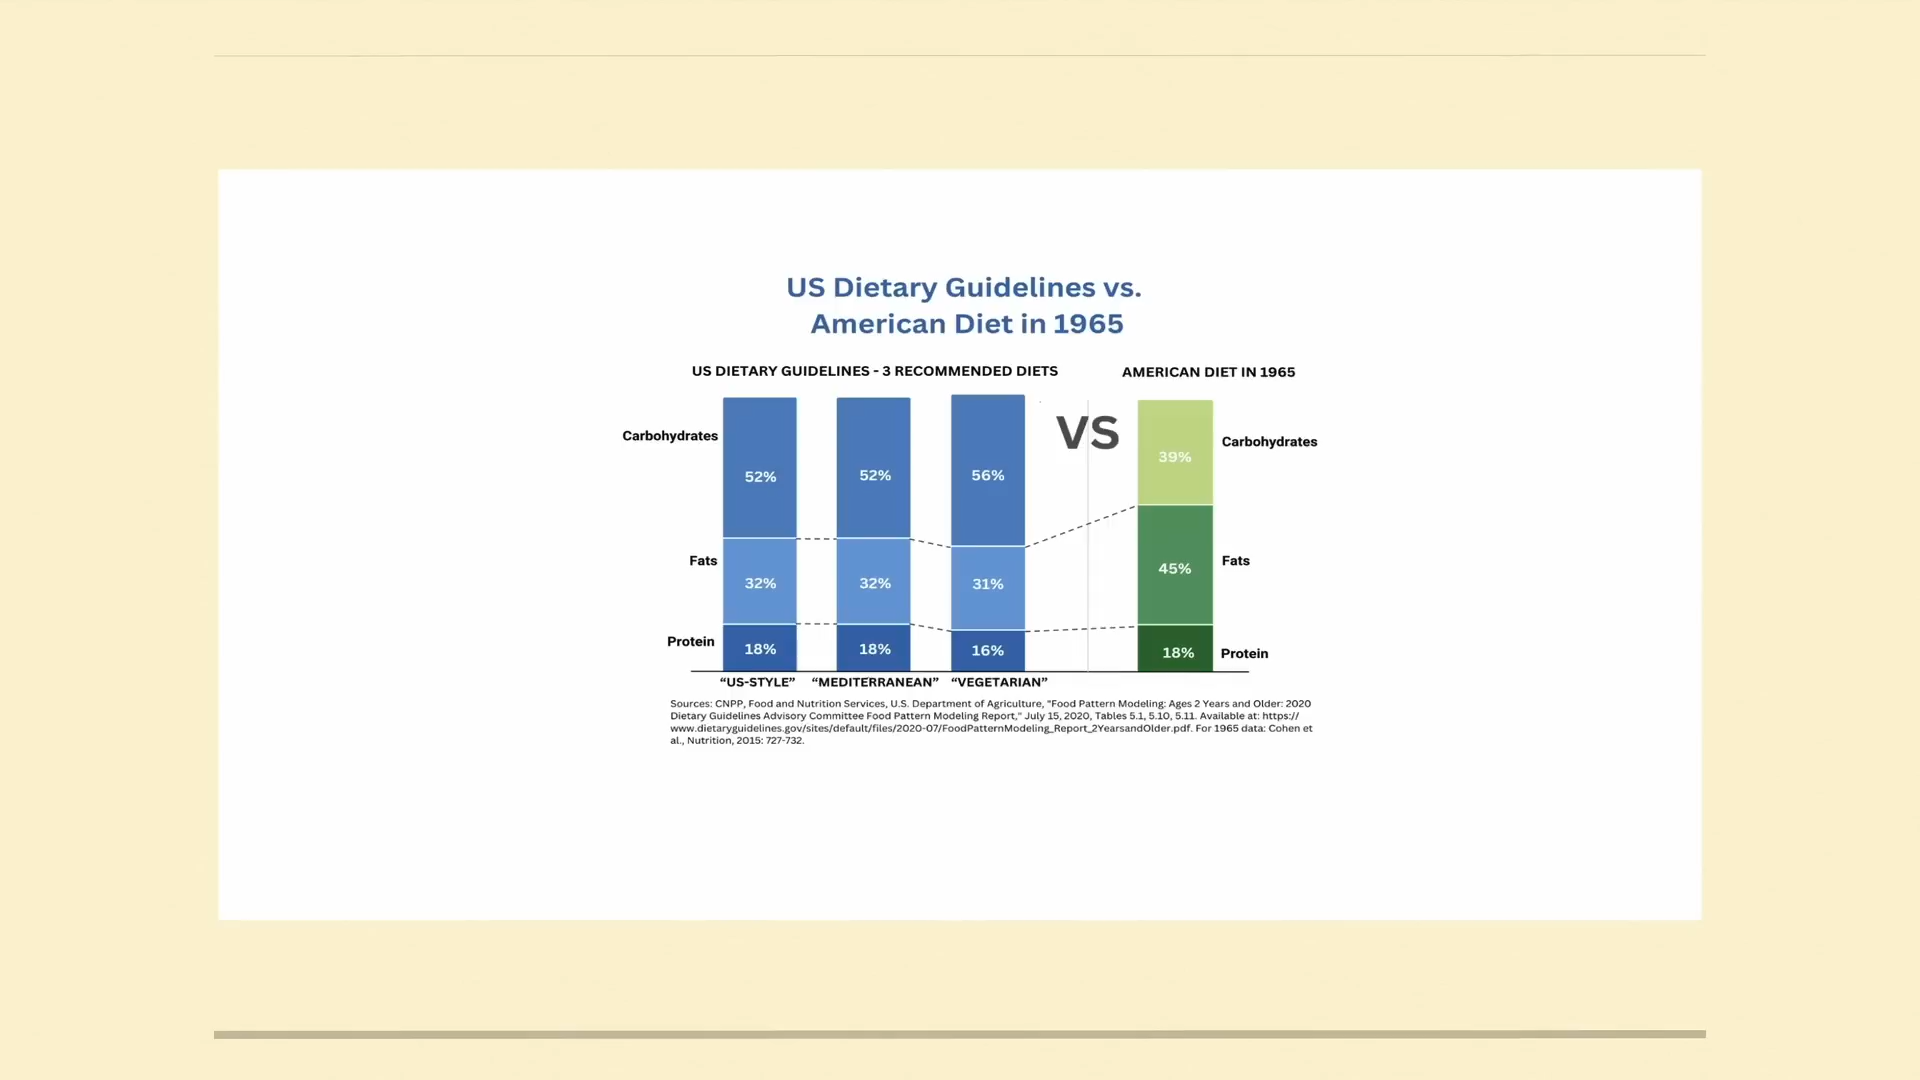 US Dietary Guidelines vs.
American Diet in 1965
US DIETARY GUIDELINES - 3 RECOMMENDED DIETS
AMERICAN DIET IN 1965
VS
Carbohydrates
52%
52%
56%
39%
Carbohydrates
Fats
32%
32%
31%
45%
Fats
Protein
18%
18%
16%
18%
Protein
“US-STYLE”
“MEDITERRANEAN”
“VEGETARIAN”
Sources: CNPP, Food and Nutrition Services, U.S. Department of Agriculture, "Food Pattern Modeling: Ages 2 Years and Older: 2020
Dietary Guidelines Advisory Committee Food Pattern Modeling Report," July 15, 2020, Tables 5.1, 5.10, 5.11. Available at: https://
www.dietaryguidelines.gov/sites/default/files/2020-07/FoodPatternModeling_Report_2YearsandOlder.pdf. For 1965 data: Cohen et
al., Nutrition, 2015: 727-732.